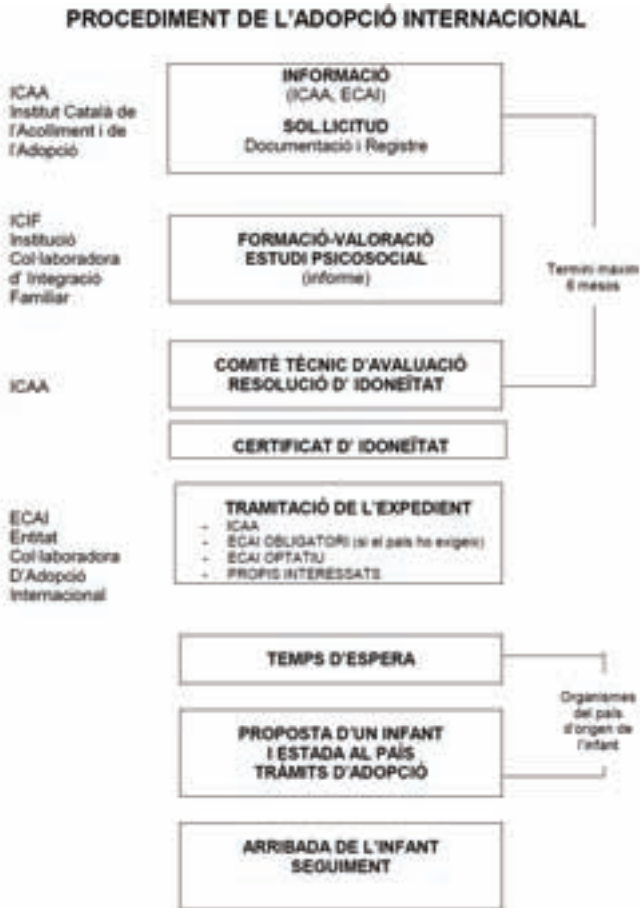 PROCEDIMENT DE L'ADOPCIÓ INTERNACIONAL
ICAA
Institut Català de
l'Acolliment i de
l'Adopció
INFORMACIÓ
(ICAA, ECAI)
SOL.LICITUD
Documentació i Registre
ICIF
Institució
Col·laboradora
d' Integració
Familiar
FORMACIÓ-VALORACIÓ
ESTUDI PSICOSOCIAL
(informe)
Termini màxim
6 mesos
ICAA
COMITÈ TÈCNIC D'AVALUACIÓ
RESOLUCIÓ D' IDONEÏTAT
CERTIFICAT D' IDONEÏTAT
ECAI
Entitat
Col·laboradora
D'Adopció
Internacional
TRAMITACIÓ DE L'EXPEDIENT
- ICAA
- ECAI OBLIGATORI (si el país ho exigeix)
- ECAI OPTATIU
- PROPIS INTERESSATS
TEMPS D'ESPERA
Organismes
del país
d'origen de
l'infant
PROPOSTA D'UN INFANT
I ESTADA AL PAÍS
TRÀMITS D'ADOPCIÓ
ARRIBADA DE L'INFANT
SEGUIMENT